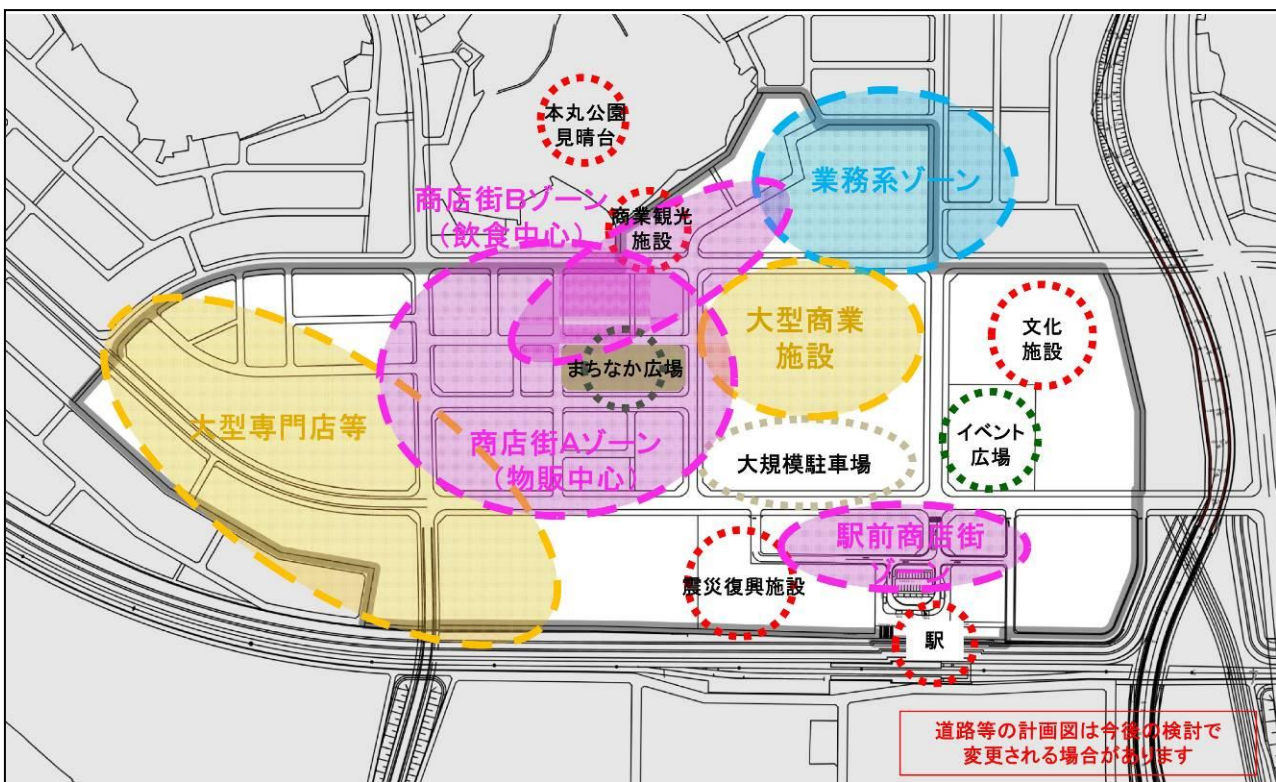 本丸公園
見晴台
商店街Bゾーン
(飲食中心)
商業観光
施設
業務系ゾーン
大型商業
施設
文化
施設
まちなか広場
大型専門店等
商店街Aゾーン
(物販中心)
大規模駐車場
イベント
広場
駅前商店街
ゾーン
震災復興施設
駅
道路等の計画図は今後の検討で
変更される場合があります